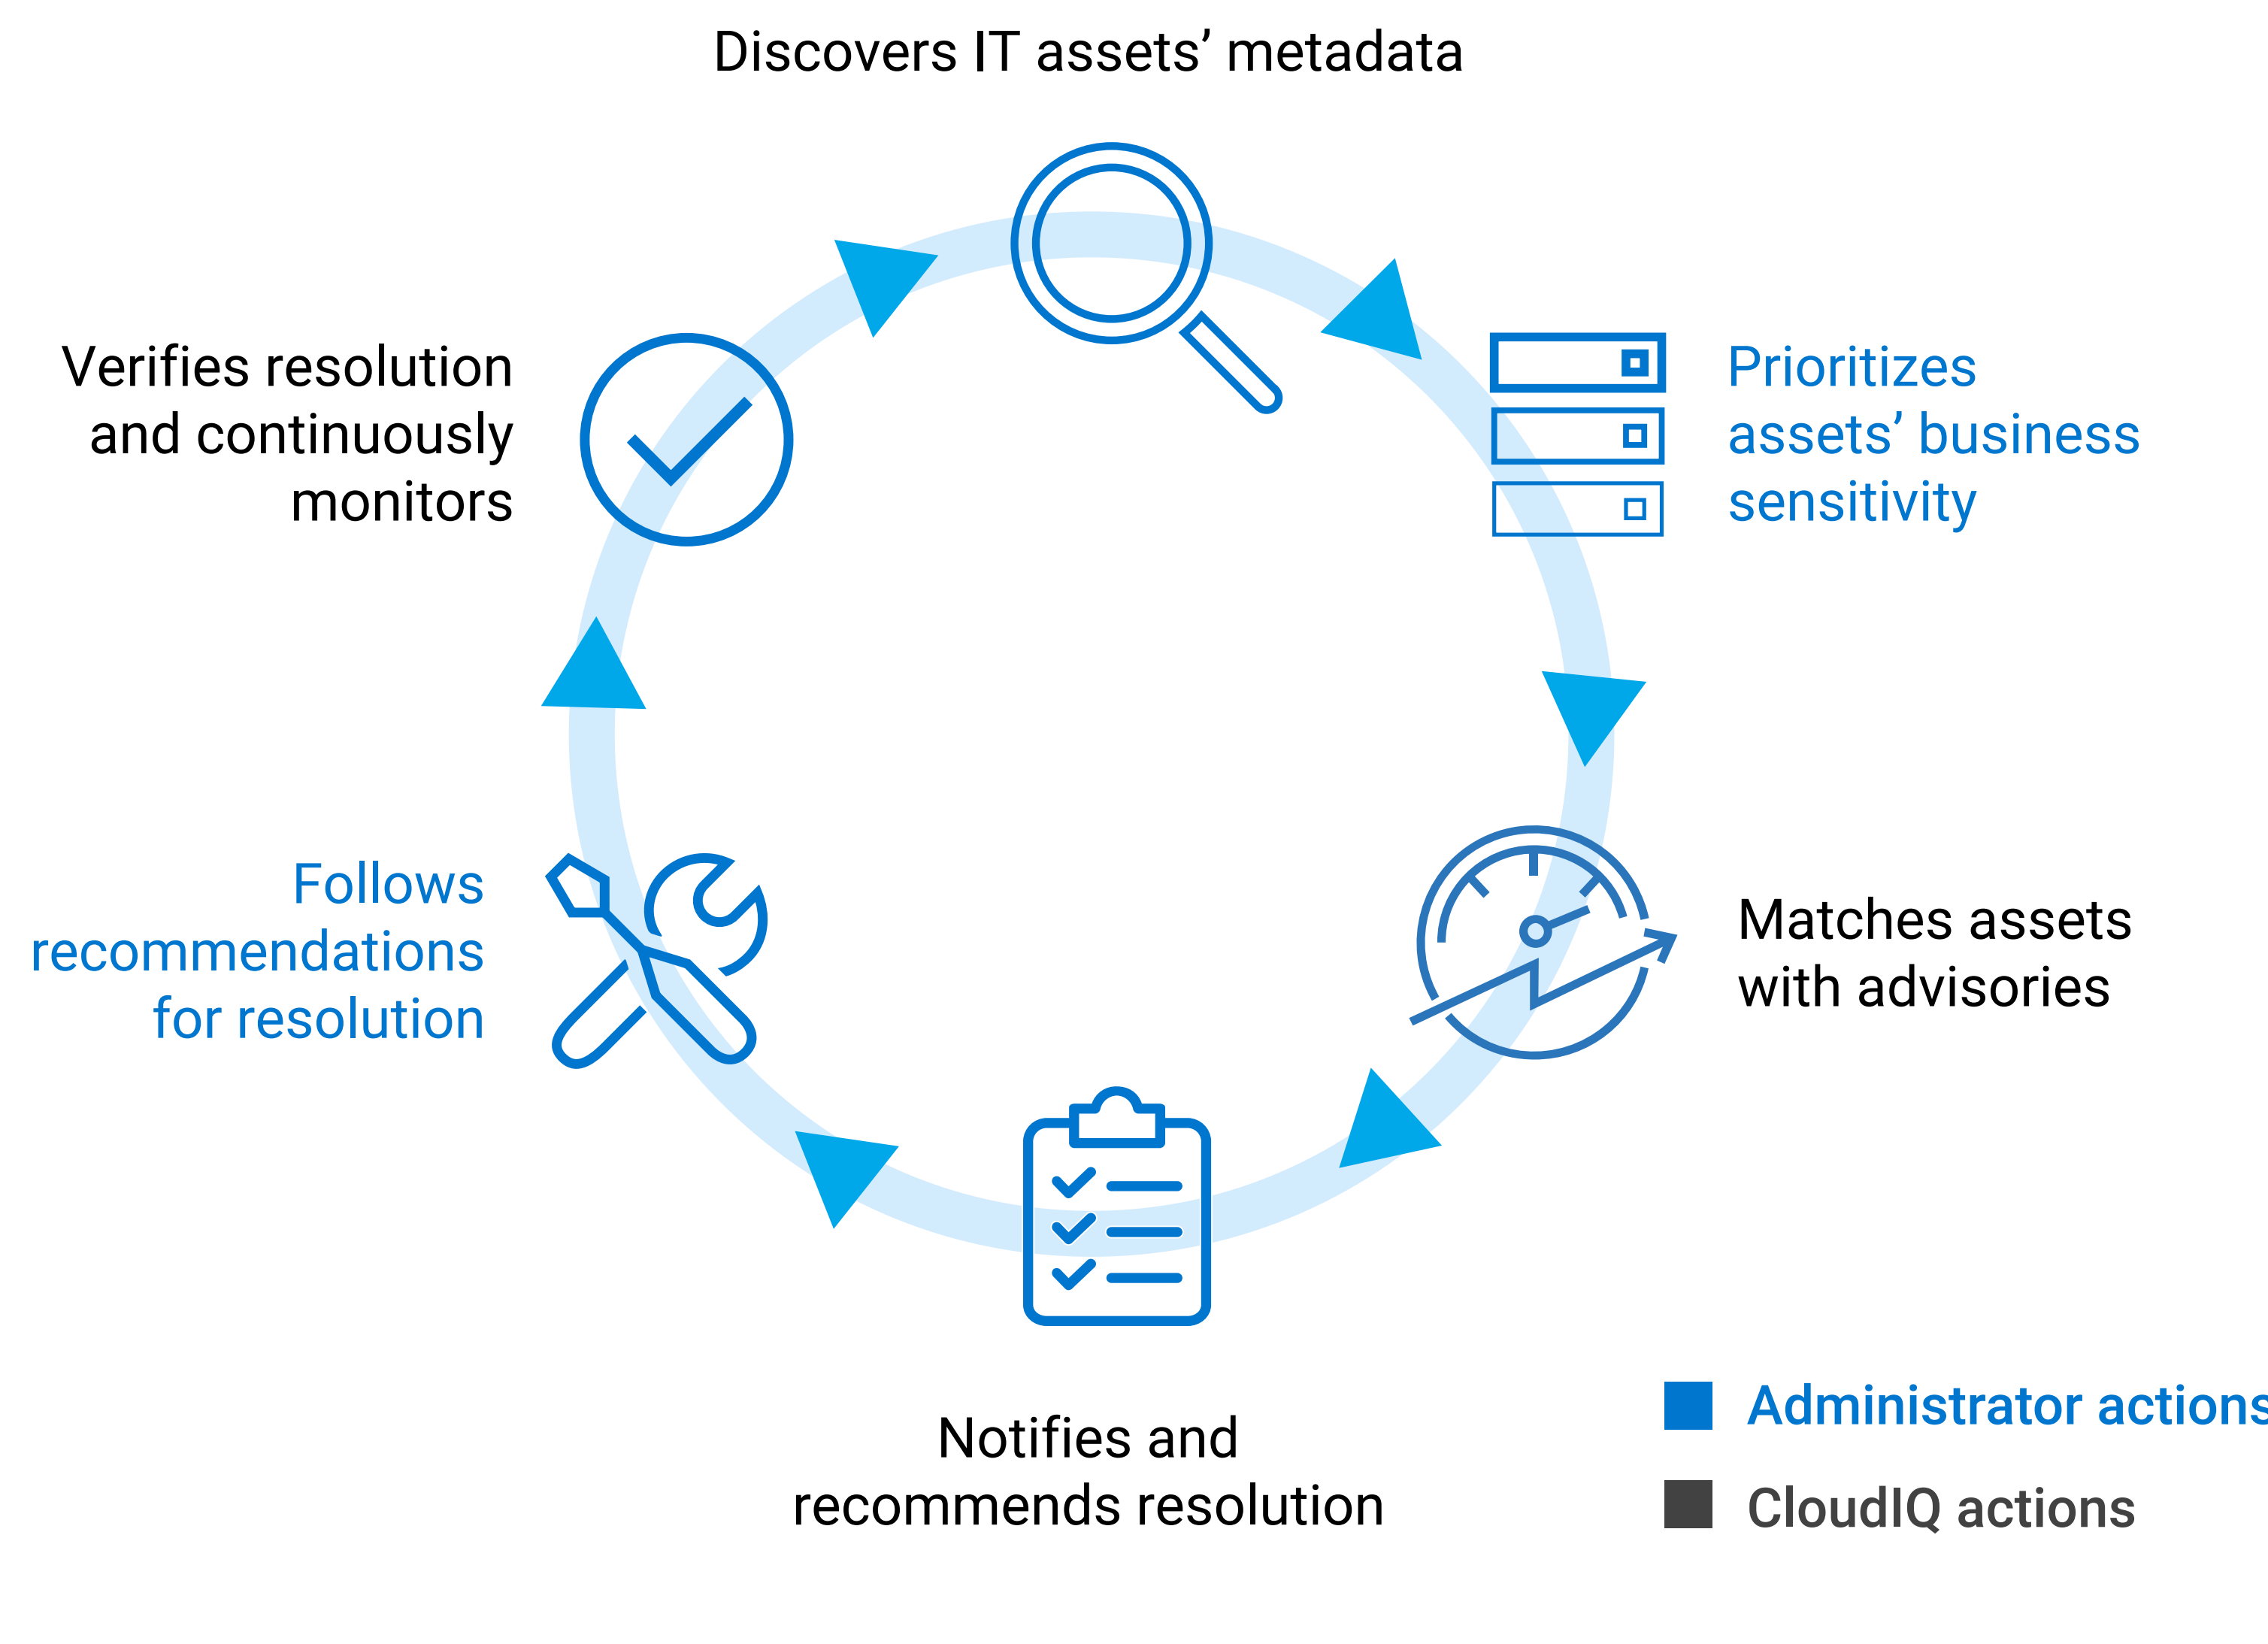 Discovers IT assets’ metadata
Prioritizes
assets’ business
sensitivity
Matches assets
with advisories
Notifies and
recommends resolution
Follows
recommendations
for resolution
Verifies resolution
and continuously
monitors
Administrator actions
CloudIQ actions